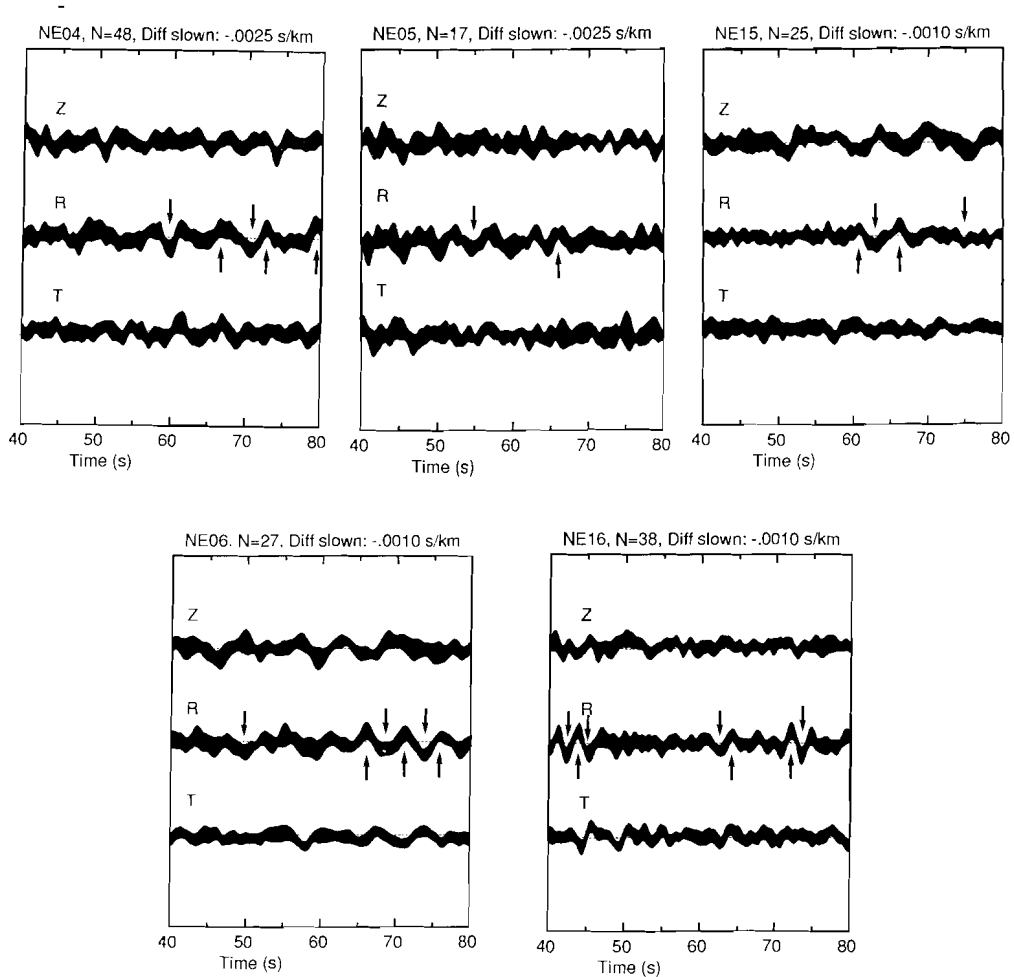 NE04, N=48, Diff slown: -.0025 s/km
Z
R
T
40 50 60 70 80
Time (s)
NE05, N=17, Diff slown: -.0025 s/km
Z
R
T
40 50 60 70 80
Time (s)
NE15, N=25, Diff slown: -.0010 s/km
Z
R
T
40 50 60 70 80
Time (s)
NE06. N=27, Diff slown: -.0010 s/km
Z
R
T
40 50 60 70 80
Time (s)
NE16, N=38, Diff slown: -.0010 s/km
Z
R
T
40 50 60 70 80
Time (s)